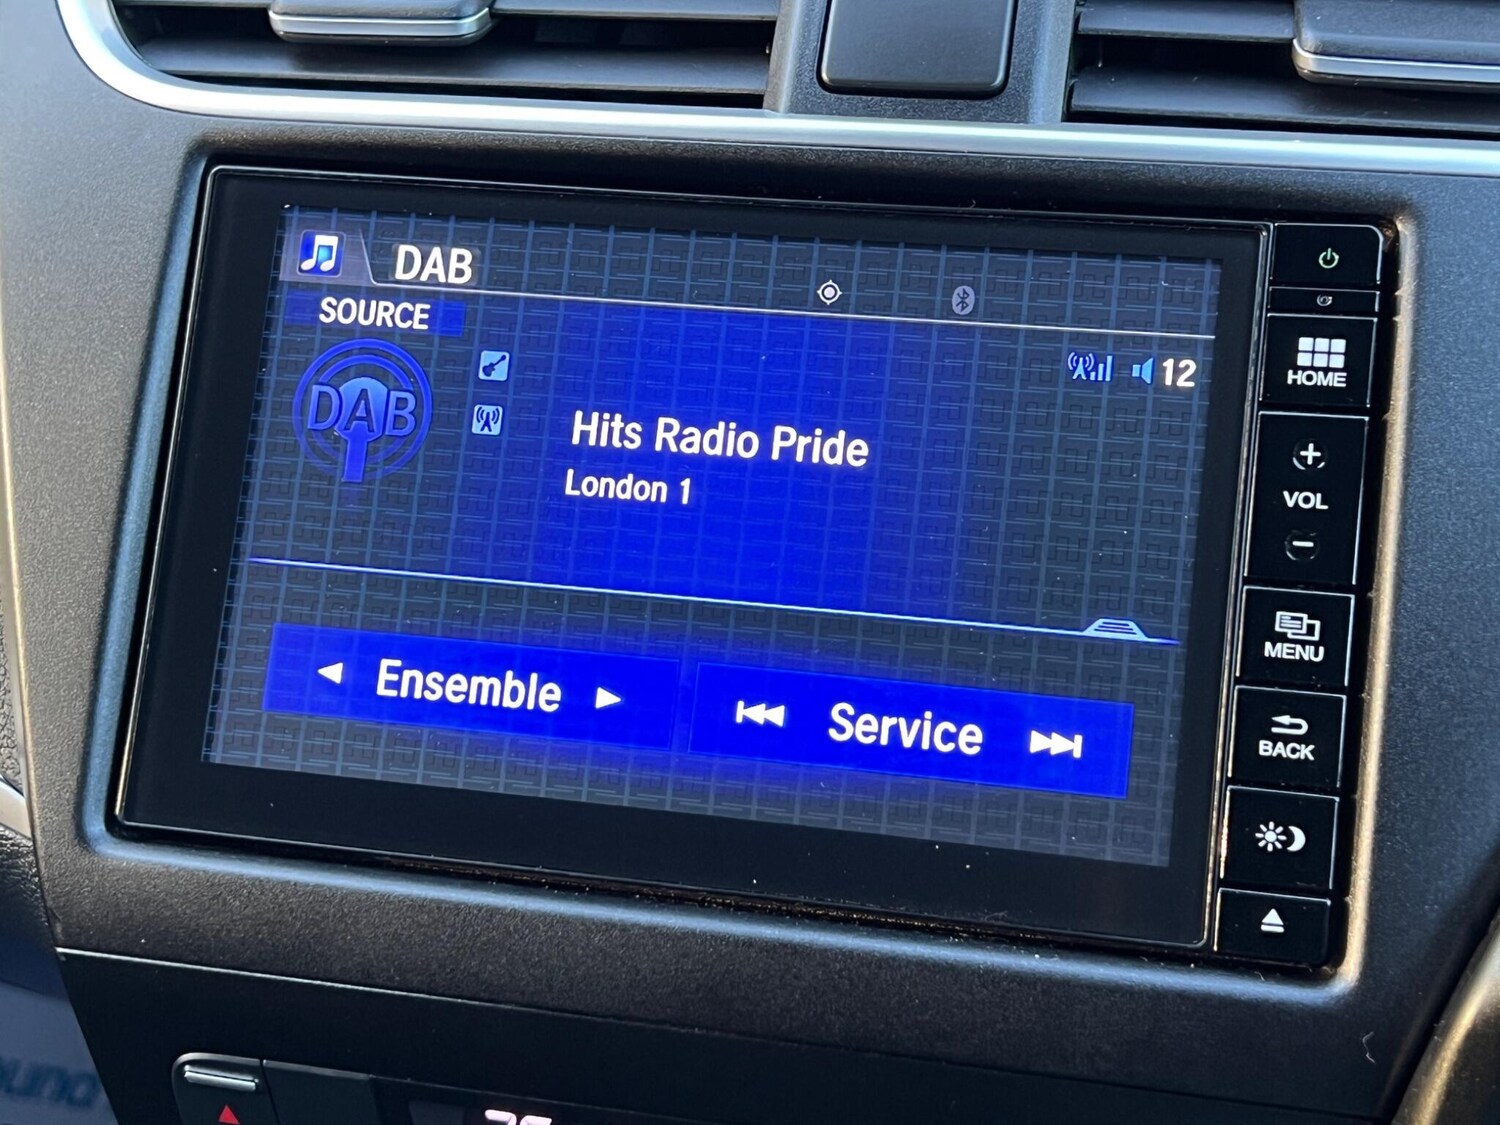 DAB
SOURCE
DAB
12
Hits Radio Pride
London 1
Ensemble
Service
HOME
+
VOL
−
MENU
BACK